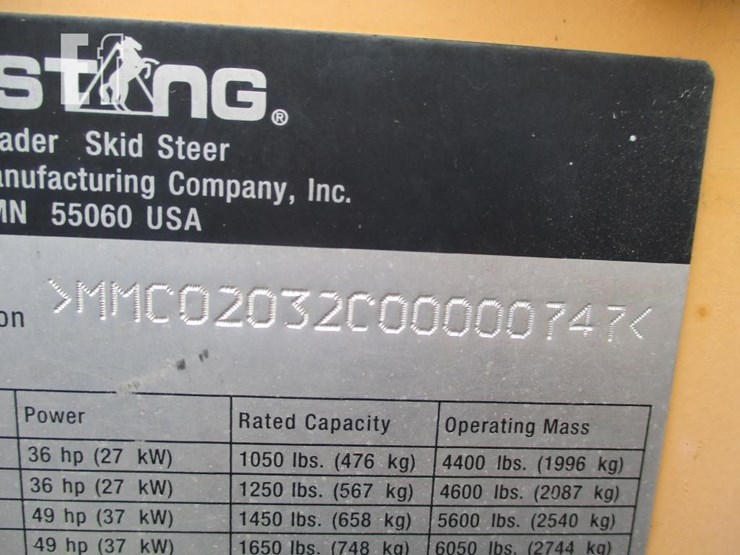 STANG®
ader Skid Steer
anufacturing Company, Inc.
MN 55060 USA
on >MMC02032C00000747<
Power Rated Capacity Operating Mass
36 hp (27 kW) 1050 lbs. (476 kg) 4400 lbs. (1996 kg)
36 hp (27 kW) 1250 lbs. (567 kg) 4600 lbs. (2087 kg)
49 hp (37 kW) 1450 lbs. (658 kg) 5600 lbs. (2540 kg)
49 hp (37 kW) 1650 lbs. (748 kg) 6050 lbs. (2744 kg)